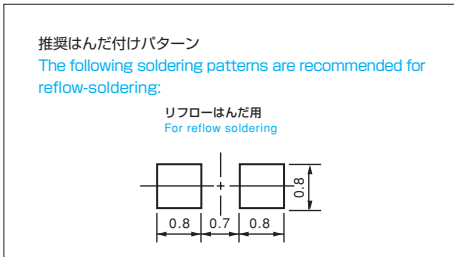 推奨はんだ付けパターン
The following soldering patterns are recommended for
reflow-soldering:
リフローはんだ用
For reflow soldering
0.8
0.8 0.7 0.8